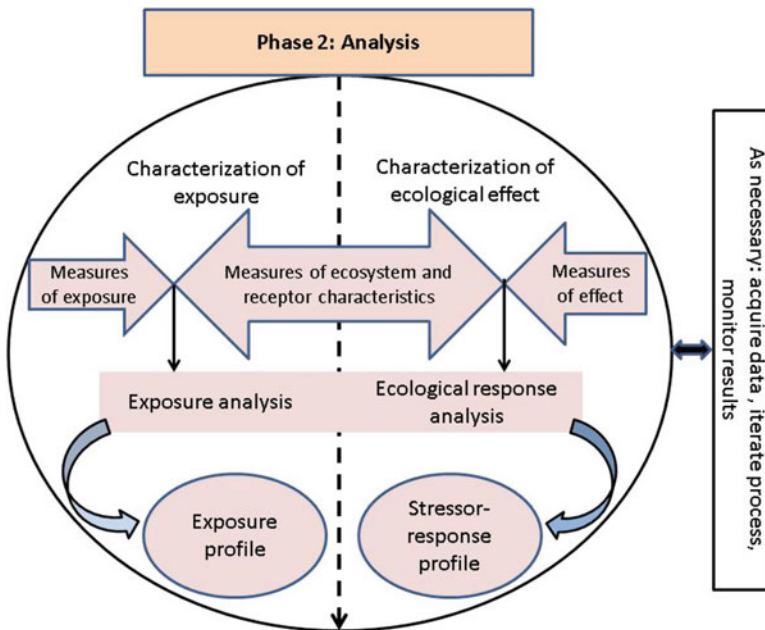 Phase 2: Analysis
Characterization of
exposure
Characterization of
ecological effect
Measures
of exposure
Measures of ecosystem and
receptor characteristics
Measures
of effect
Exposure analysis
Ecological response
analysis
Exposure
profile
Stressor-
response
profile
As necessary: acquire data , iterate process,
monitor results